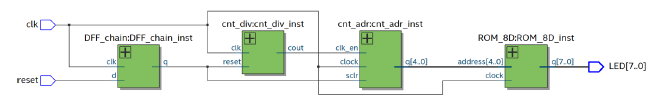 clk
reset
DFF_chain:DFF_chain_inst
clk
d
q
cnt_div:cnt_div_inst
clk
reset
cout
cnt_adr:cnt_adr_inst
clk_en
clock
sclr
q[4..0]
ROM_8D:ROM_8D_inst
address[4..0]
clock
q[7..0]
LED[7..0]